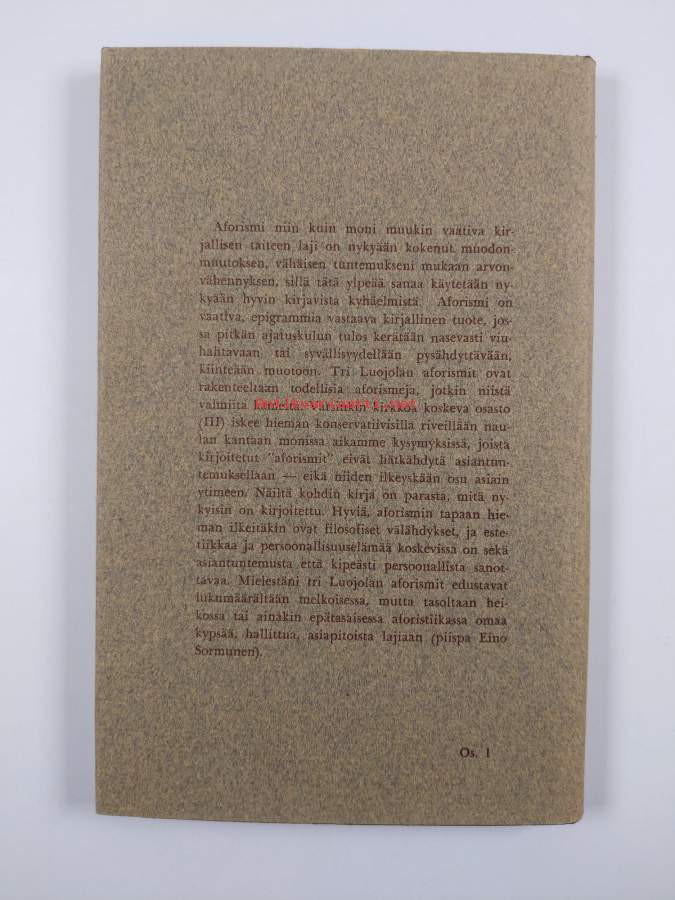 Aforismi niin kuin moni muukin vaativa kir-
jallisen taiteen laji on nykyään kokenut muodon-
muutoksen, vähäisen tuntemukseni mukaan arvon-
vähennyksen, sillä tätä ylpeää sanaa käytetään ny-
kyään hyvin kirjavista kyhäelmistä. Aforismi on
vaativa, epigrammia vastaava kirjallinen tuote, jos-
sa pitkän ajatuskulun tulos kerätään nasevasti viu-
hahtavaan tai syvällisyydellään pysähdyttävään,
kiinteään muotoon. Tri Luojolan aforismit ovat
rakenteeltaan todellisia aforismeja, jotkin niistä
valmiita Varsinkin kirkkoa koskeva osasto
(III) iskee hieman konservatiivisilla riveillään nau-
lan kantaan monissa aikamme kysymyksissä, joista
kirjoitetut "aforismit" eivät hätkähdytä asiantun-
temuksellaan — eikä niiden ilkeyskään osu asiain
ytimeen. Näiltä kohdin kirja on parasta, mitä ny-
kyisin on kirjoitettu. Hyviä, aforismin tapaan hie-
man ilkeitäkin ovat filosofiset välähdykset, ja este-
tiikkaa ja persoonallisuuselämää koskevissa on sekä
asiantuntemusta että kipeästi persoonallista sanot-
tavaa. Mielestäni tri Luojolan aforismit edustavat
lukumäärältään melkoisessa, mutta tasoltaan hei-
kossa tai ainakin epätasaisessa aforistiikassa omaa
kypsää, hallittua, asiapitoista lajiaan (piispa Eino
Sormunen).
Os. 1